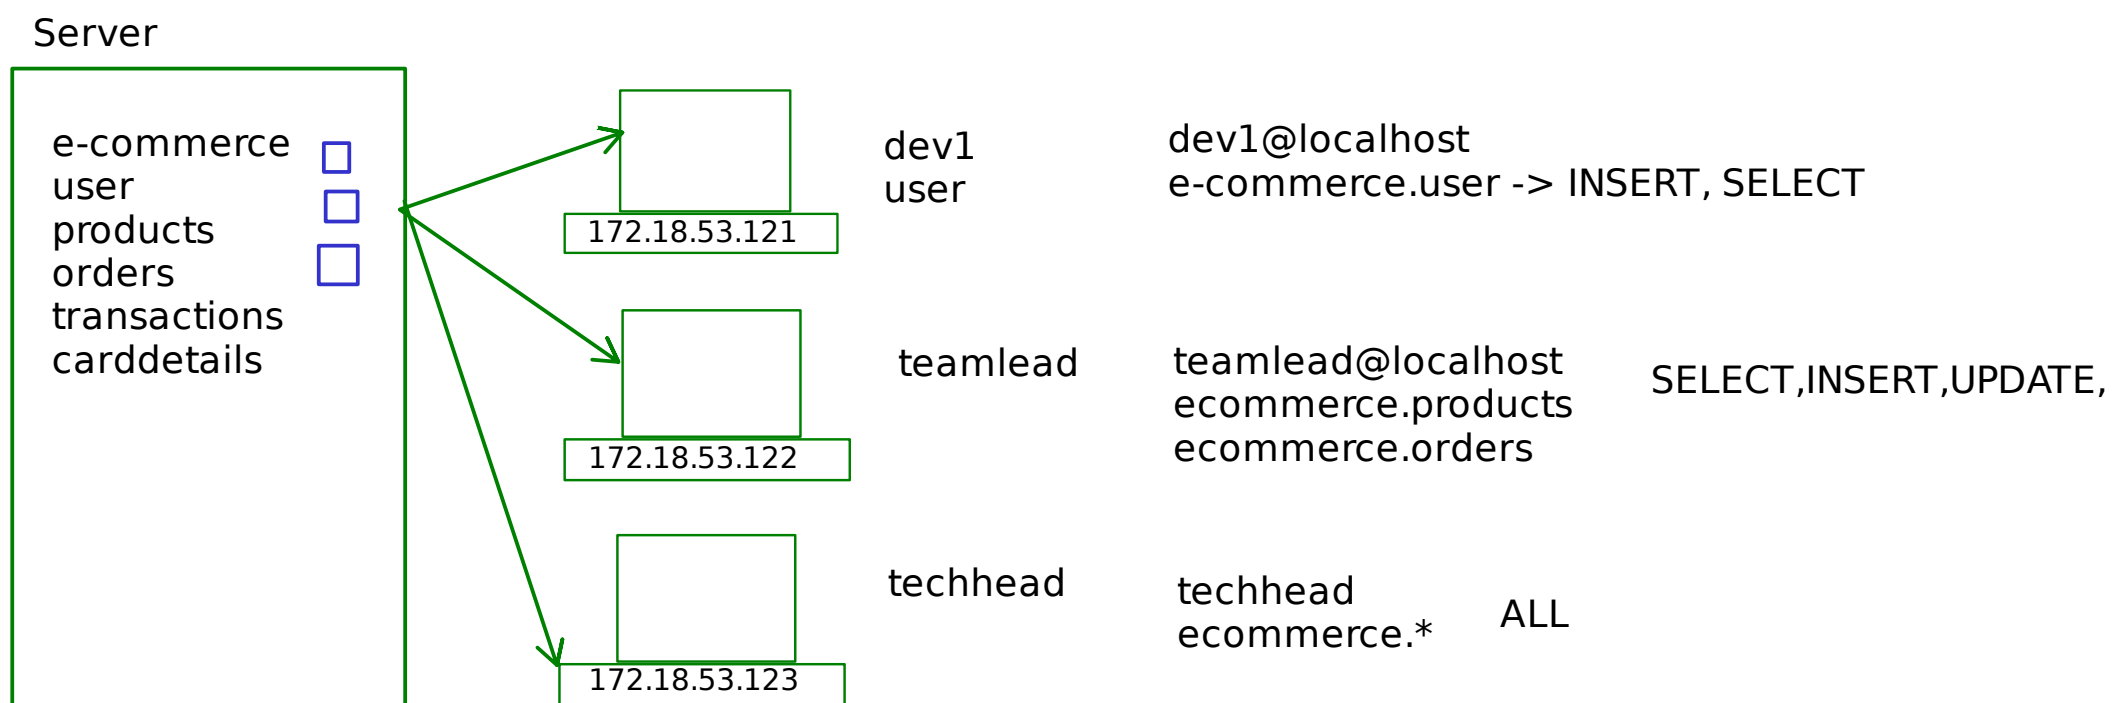 Server
e-commerce
user
products
orders
transactions
carddetails
172.18.53.121
dev1
user
dev1@localhost
e-commerce.user -> INSERT, SELECT
172.18.53.122
teamlead
teamlead@localhost
ecommerce.products
ecommerce.orders
SELECT,INSERT,UPDATE,
172.18.53.123
techhead
techhead
ecommerce.*
ALL